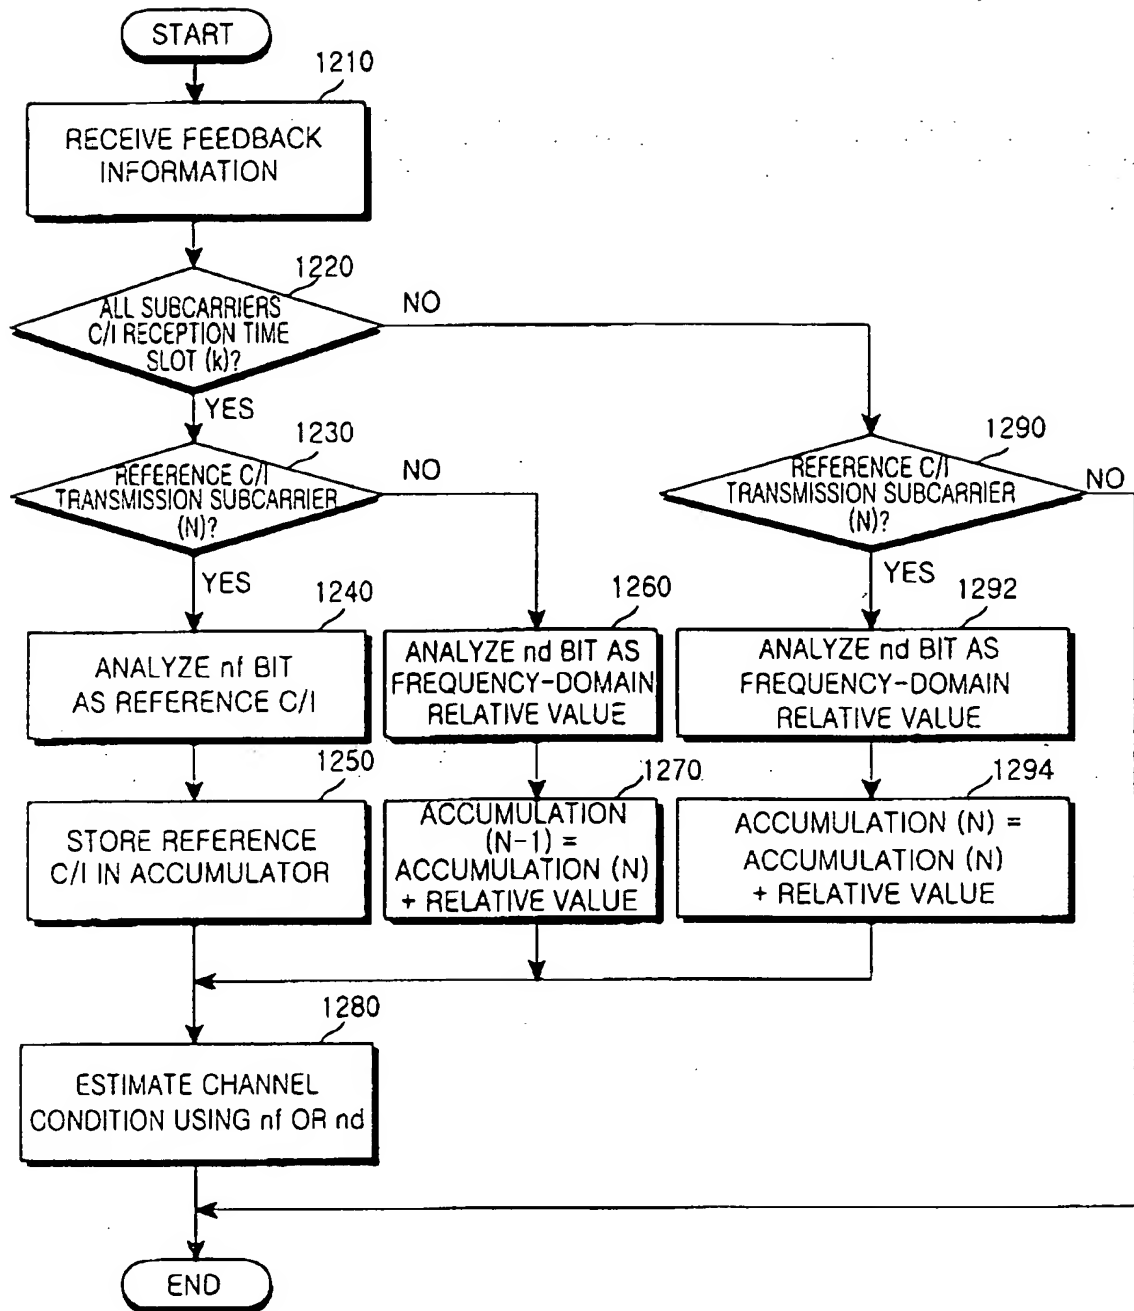 START
1210
RECEIVE FEEDBACK
INFORMATION
1220
ALL SUBCARRIERS
C/I RECEPTION TIME
SLOT (k)?
NO
YES
1230
REFERENCE C/I
TRANSMISSION SUBCARRIER
(N)?
NO
YES
1290
REFERENCE C/I
TRANSMISSION SUBCARRIER
(N)?
NO
YES
1240
ANALYZE nf BIT
AS REFERENCE C/I
1260
ANALYZE nd BIT AS
FREQUENCY-DOMAIN
RELATIVE VALUE
1292
ANALYZE nd BIT AS
FREQUENCY-DOMAIN
RELATIVE VALUE
1250
STORE REFERENCE
C/I IN ACCUMULATOR
1270
ACCUMULATION
(N-1) =
ACCUMULATION (N)
+ RELATIVE VALUE
1294
ACCUMULATION (N) =
ACCUMULATION (N)
+ RELATIVE VALUE
1280
ESTIMATE CHANNEL
CONDITION USING nf OR nd
END